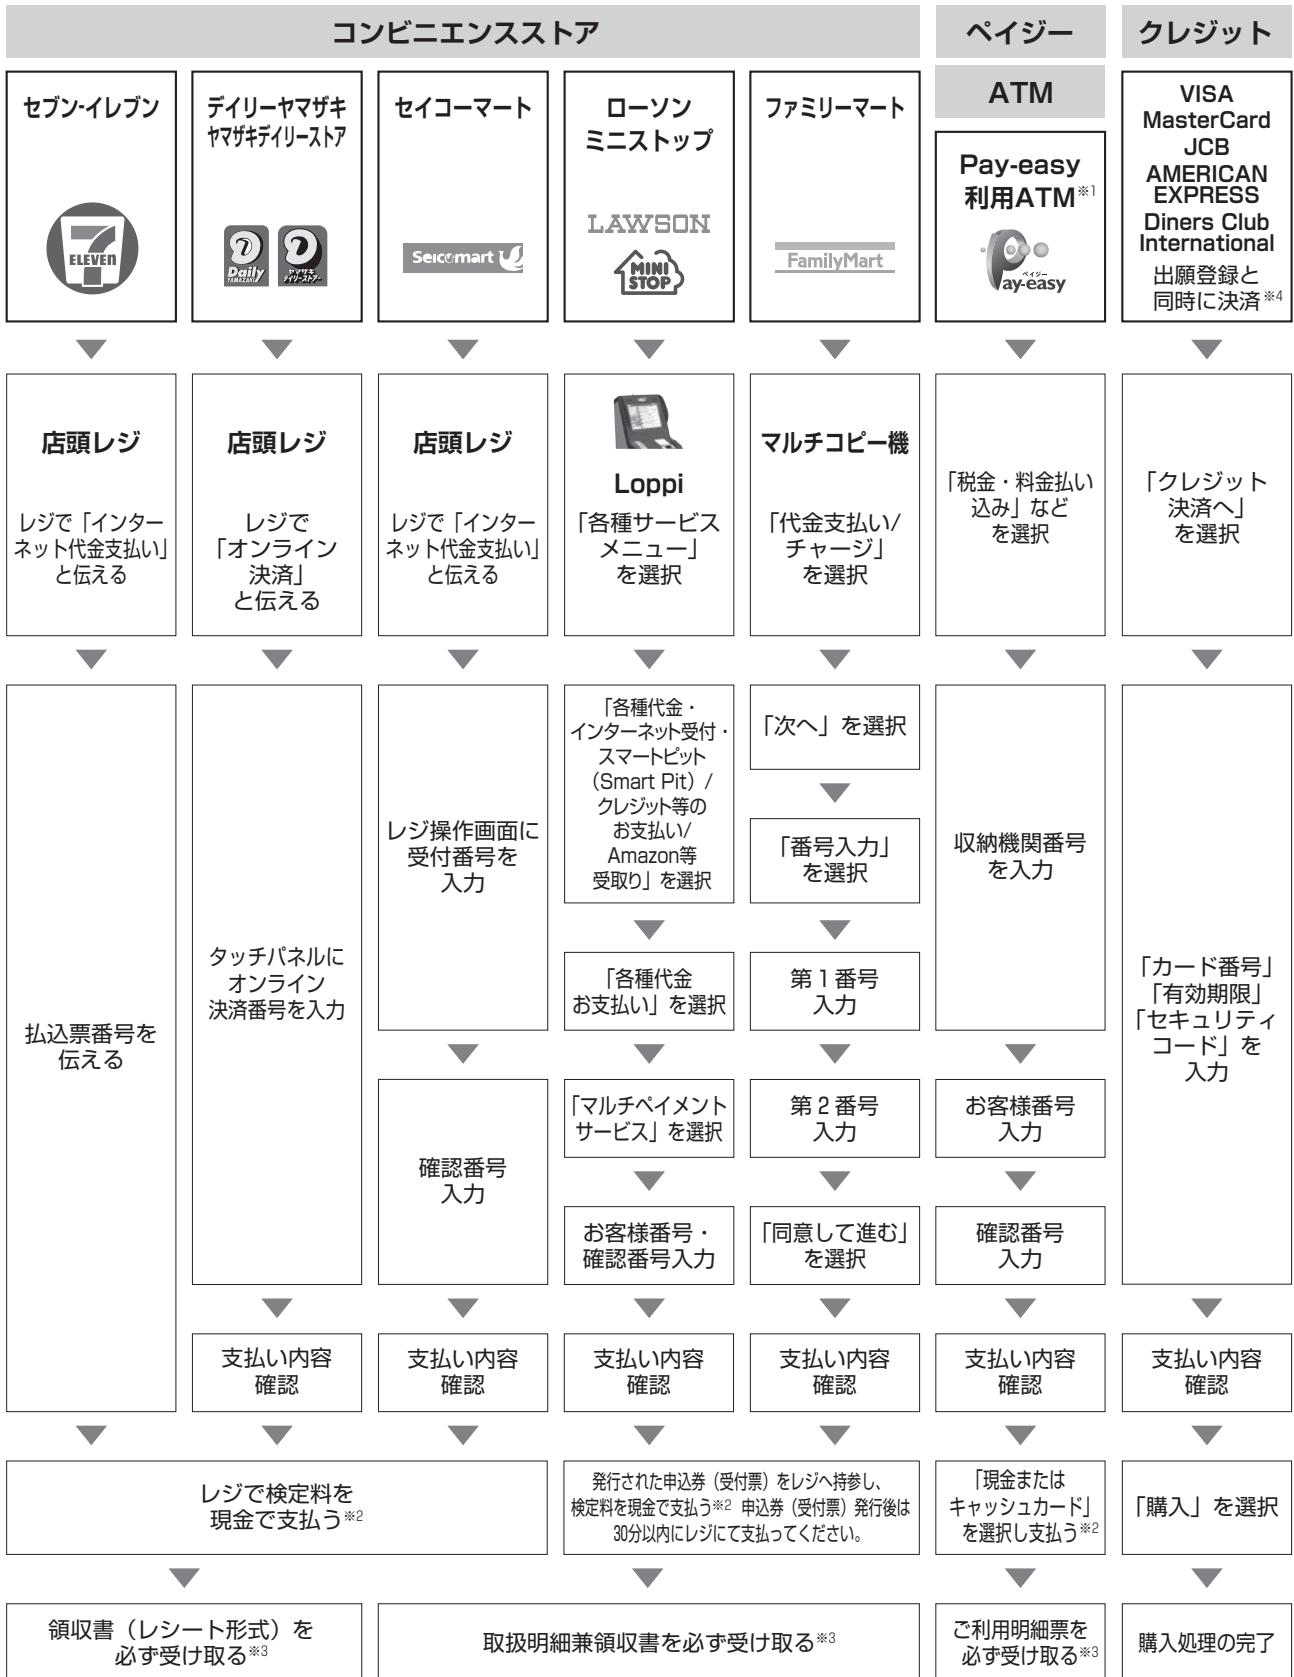 コンビニエンスストア
ペイジー
クレジット
セブン-イレブン
7
ELEVEN
デイリーヤマザキ
ヤマザキデイリーストア
Daily
YAMAZAKI
ヤマザキ
デイリーストアー
セイコーマート
Seicomart
ローソン
ミニストップ
LAWSON
MINI
STOP
ファミリーマート
FamilyMart
ATM
Pay-easy
利用ATM※1
ペイジー
Pay-easy
VISA
MasterCard
JCB
AMERICAN
EXPRESS
Diners Club
International
出願登録と
同時に決済※4
店頭レジ
レジで「インター
ネット代金支払い」
と伝える
店頭レジ
レジで
「オンライン
決済」
と伝える
店頭レジ
レジで「インター
ネット代金支払い」
と伝える
Loppi
「各種サービス
メニュー」
を選択
マルチコピー機
「代金支払い/
チャージ」
を選択
「税金・料金払い
込み」など
を選択
「クレジット
決済へ」
を選択
払込票番号を
伝える
タッチパネルに
オンライン
決済番号を入力
レジ操作画面に
受付番号を
入力
確認番号
入力
「各種代金・
インターネット受付・
スマートピット
(Smart Pit)/
クレジット等の
お支払い/
Amazon等
受取り」を選択
「各種代金
お支払い」を選択
「マルチペイメント
サービス」を選択
お客様番号・
確認番号入力
「次へ」を選択
「番号入力」
を選択
第1番号
入力
第2番号
入力
「同意して進む」
を選択
収納機関番号
を入力
お客様番号
入力
確認番号
入力
「カード番号」
「有効期限」
「セキュリティ
コード」を
入力
支払い内容
確認
支払い内容
確認
支払い内容
確認
支払い内容
確認
支払い内容
確認
支払い内容
確認
レジで検定料を
現金で支払う※2
発行された申込券(受付票)をレジへ持参し、
検定料を現金で支払う※2 申込券(受付票)発行後は
30分以内にレジにて支払ってください。
「現金または
キャッシュカード」
を選択し支払う※2
「購入」を選択
領収書(レシート形式)を
必ず受け取る※3
取扱明細兼領収書を必ず受け取る※3
ご利用明細票を
必ず受け取る※3
購入処理の完了